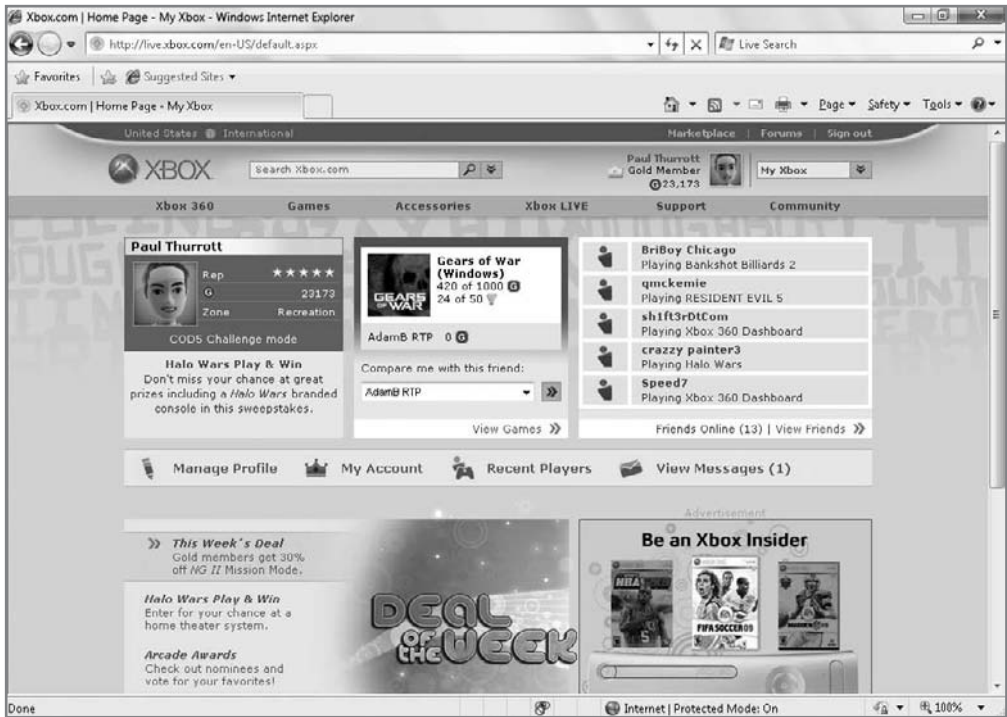 Xbox.com | Home Page - My Xbox - Windows Internet Explorer
http://live.xbox.com/en-US/default.aspx
Live Search
Favorites
Suggested Sites
Xbox.com | Home Page - My Xbox
Page
Safety
Tools
United States
International
Marketplace | Forums | Sign out
XBOX
Search Xbox.com
Paul Thurrott
Gold Member
G 23,173
My Xbox
Xbox 360
Games
Accessories
Xbox LIVE
Support
Community
Paul Thurrott
Rep ★★★★★
G 23173
Zone Recreation
COD5 Challenge mode
Halo Wars Play & Win
Don't miss your chance at great
prizes including a Halo Wars branded
console in this sweepstakes.
GEARS
OF WAR
Gears of War
(Windows)
420 of 1000 G
24 of 50
AdamB RTP 0 G
Compare me with this friend:
AdamB RTP
View Games
BriBoy Chicago
Playing Bankshot Billiards 2
qmckemie
Playing RESIDENT EVIL 5
sh1ft3rDtCom
Playing Xbox 360 Dashboard
crazzy painter3
Playing Halo Wars
Speed7
Playing Xbox 360 Dashboard
Friends Online (13) | View Friends
Manage Profile
My Account
Recent Players
View Messages (1)
Advertisement
This Week's Deal
Gold members get 30%
off NG II Mission Mode.
Halo Wars Play & Win
Enter for your chance at a
home theater system.
Arcade Awards
Check out nominees and
vote for your favorites!
DEAL
OF
THE WEEK
Be an Xbox Insider
FIFA SOCCER 09
Done
Internet | Protected Mode: On
100%